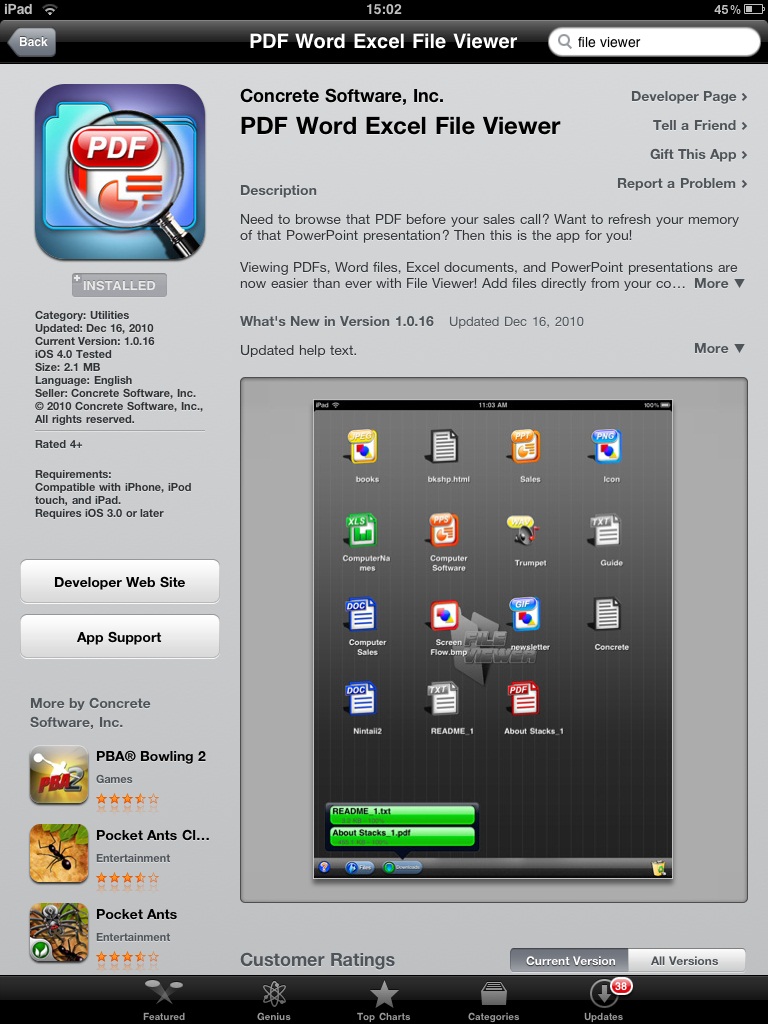 iPad
15:02
45%
Back
PDF Word Excel File Viewer
file viewer
PDF
INSTALLED
Category: Utilities
Updated: Dec 16, 2010
Current Version: 1.0.16
iOS 4.0 Tested
Size: 2.1 MB
Language: English
Seller: Concrete Software, Inc.
© 2010 Concrete Software, Inc.,
All rights reserved.
Rated 4+
Requirements:
Compatible with iPhone, iPod
touch, and iPad.
Requires iOS 3.0 or later
Developer Web Site
App Support
More by Concrete
Software, Inc.
PBA2
PBA® Bowling 2
Games
Pocket Ants Cl...
Entertainment
Pocket Ants
Entertainment
Concrete Software, Inc.
PDF Word Excel File Viewer
Developer Page
Tell a Friend
Gift This App
Report a Problem
Description
Need to browse that PDF before your sales call? Want to refresh your memory
of that PowerPoint presentation? Then this is the app for you!
Viewing PDFs, Word files, Excel documents, and PowerPoint presentations are
now easier than ever with File Viewer! Add files directly from your co... More
What's New in Version 1.0.16 Updated Dec 16, 2010
Updated help text.
More
iPad
11:03 AM
100%
JPEG
PPT
PNG
books
bkshp.html
Sales
Icon
XLS
PPS
WAV
TXT
ComputerNa
mes
Computer
Software
Trumpet
Guide
DOC
GIF
FILE
VIEWER
Computer
Sales
Screen
Flow.bmp
newsletter
Concrete
DOC
TXT
PDF
Nintaii2
README_1
About Stacks_1
README_1.txt
About Stacks_1.pdf
Files
Downloads
Customer Ratings
Current Version
All Versions
Featured
Genius
Top Charts
Categories
38
Updates